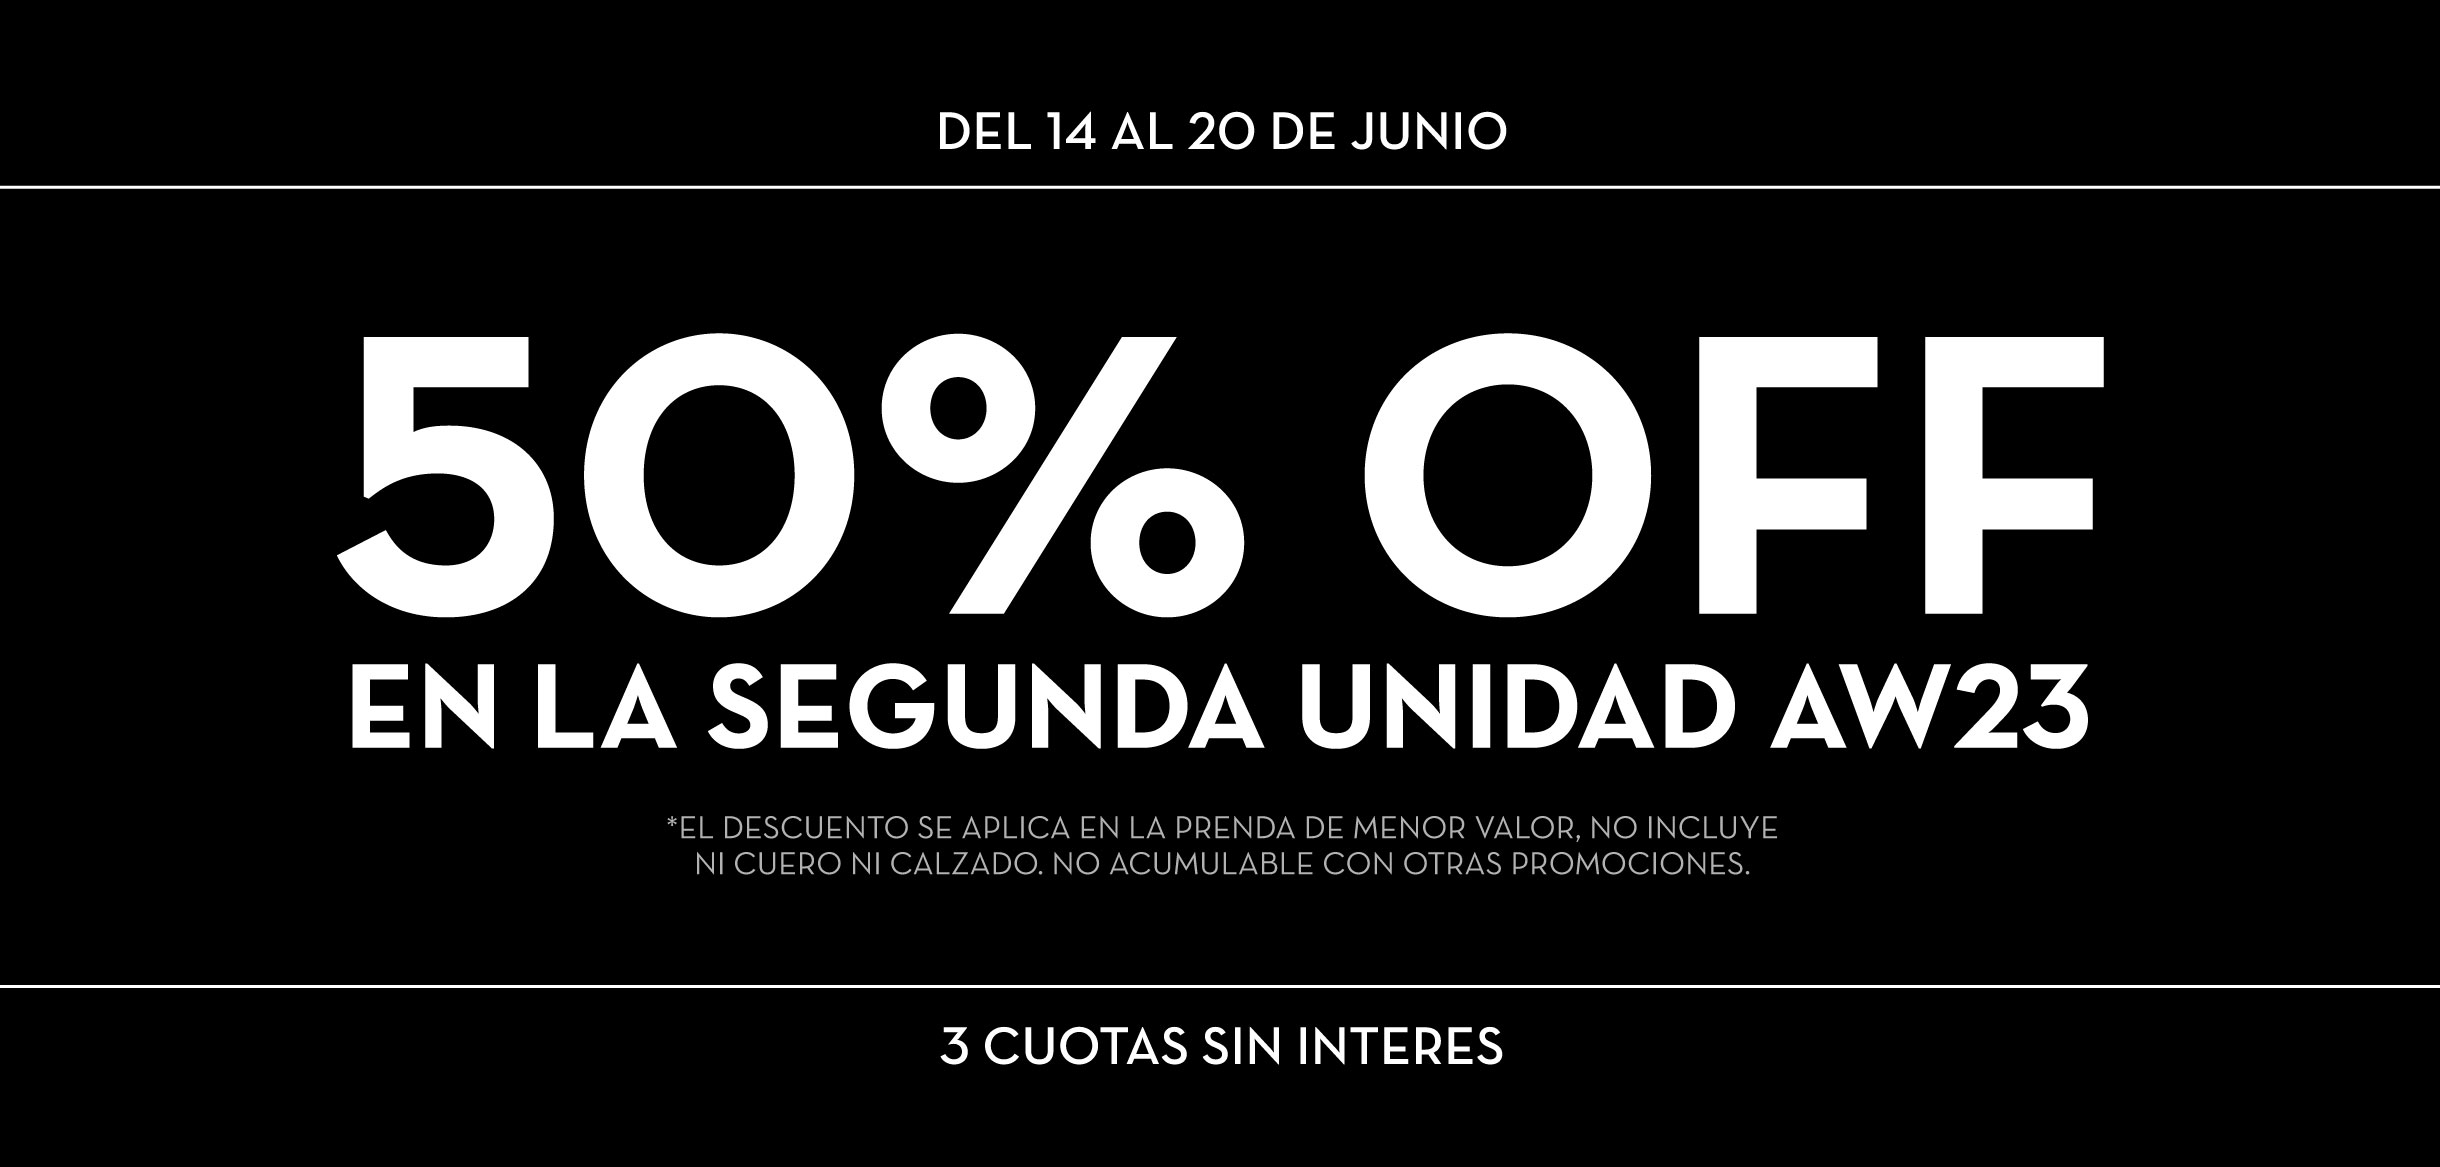 DEL 14 AL 20 DE JUNIO
50% OFF
EN LA SEGUNDA UNIDAD AW23
*EL DESCUENTO SE APLICA EN LA PRENDA DE MENOR VALOR, NO INCLUYE
NI CUERO NI CALZADO. NO ACUMULABLE CON OTRAS PROMOCIONES.
3 CUOTAS SIN INTERES